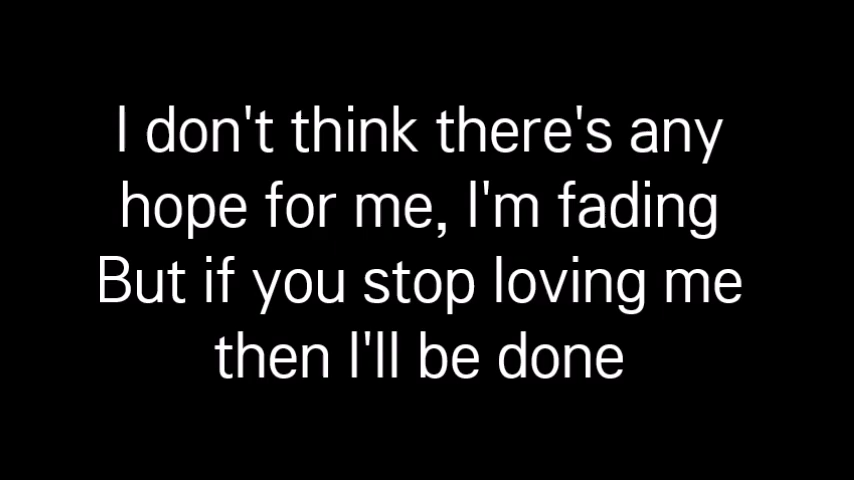 I don't think there's any
hope for me, I'm fading
But if you stop loving me
then I'll be done